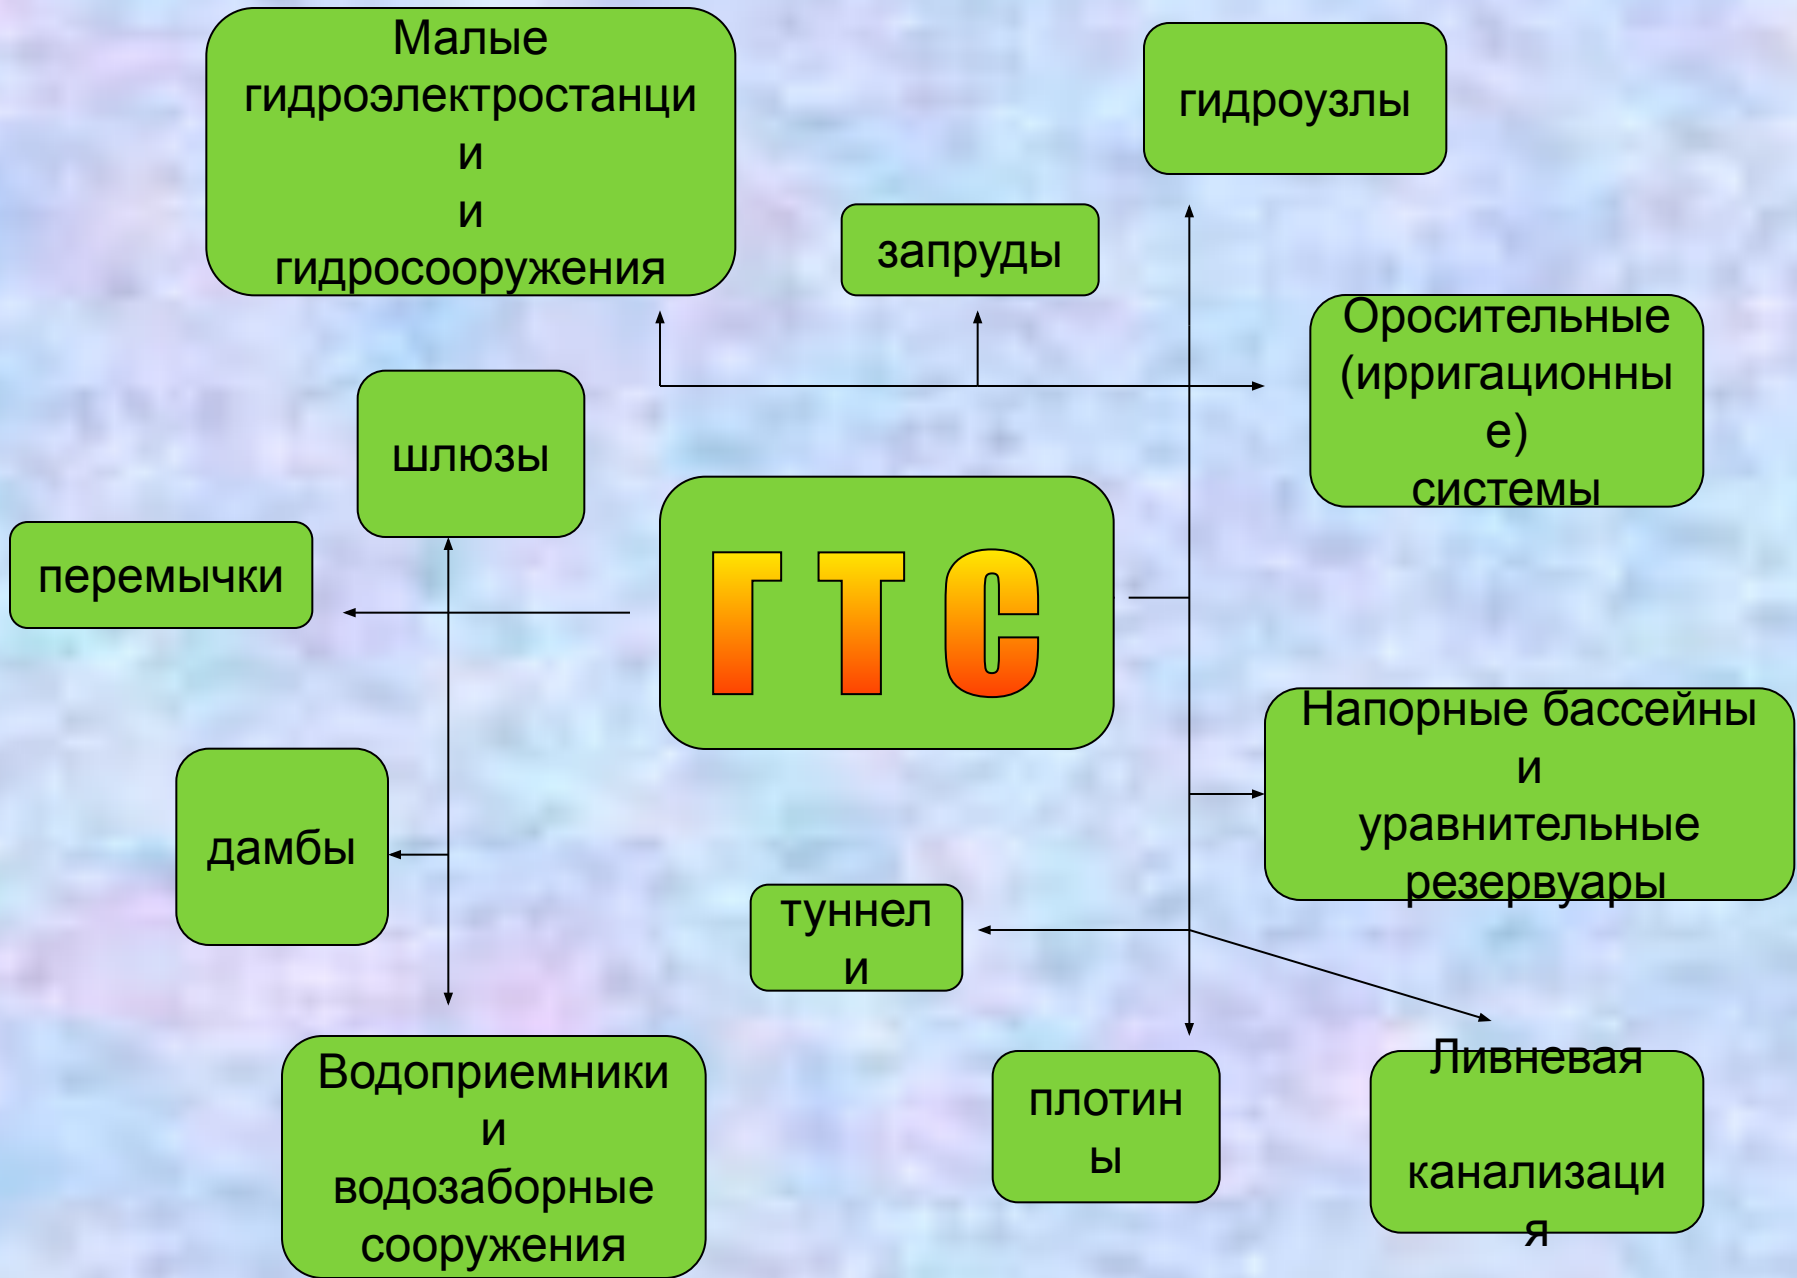 Малые
гидроэлектростанци
и
и
гидросооружения
гидроузлы
запруды
Оросительные
(ирригационны
е)
системы
шлюзы
перемычки
ГТС
Напорные бассейны
и
уравнительные
резервуары
дамбы
туннел
и
Водоприемники
и
водозаборные
сооружения
плотин
ы
Ливневая
канализаци
я